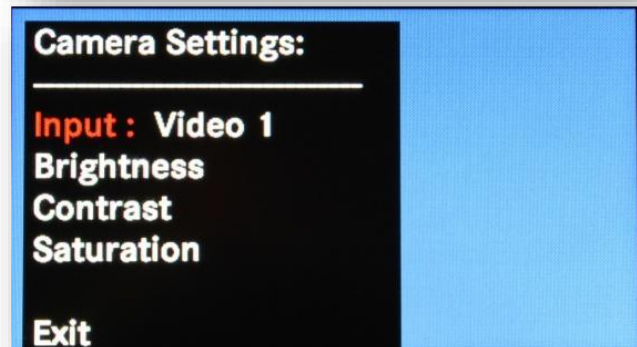 Camera Settings:
Input : Video 1
Brightness
Contrast
Saturation
Exit